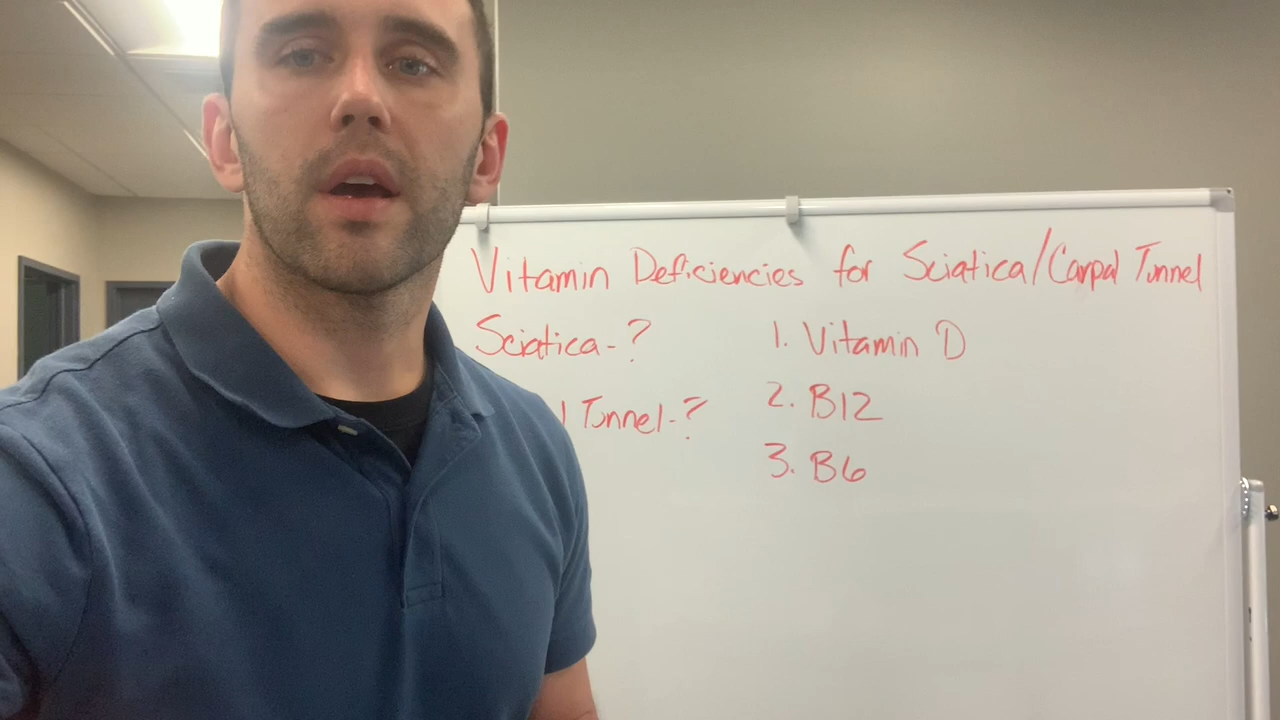 Vitamin Deficiencies for Sciatica/Carpal Tunnel
Sciatica-?
1. Vitamin D
Tunnel-?
2. B12
3. B6